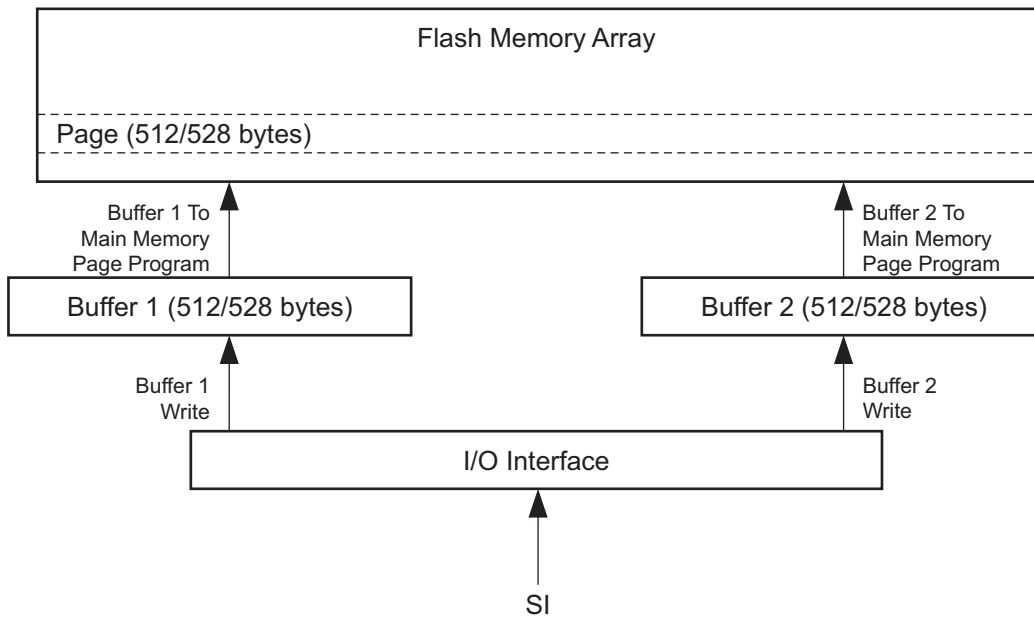 Flash Memory Array
Page (512/528 bytes)
Buffer 1 To
Main Memory
Page Program
Buffer 2 To
Main Memory
Page Program
Buffer 1 (512/528 bytes)
Buffer 2 (512/528 bytes)
Buffer 1
Write
Buffer 2
Write
I/O Interface
SI